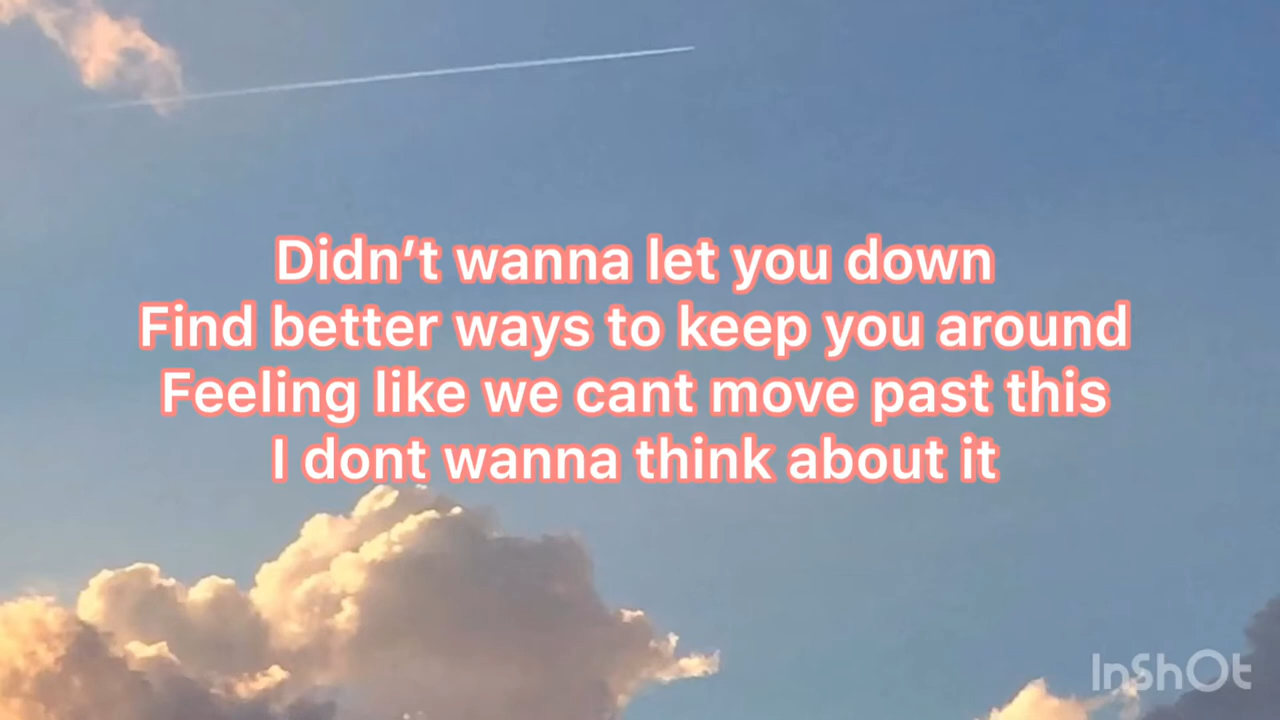 Didn’t wanna let you down
Find better ways to keep you around
Feeling like we cant move past this
I dont wanna think about it
InShOt